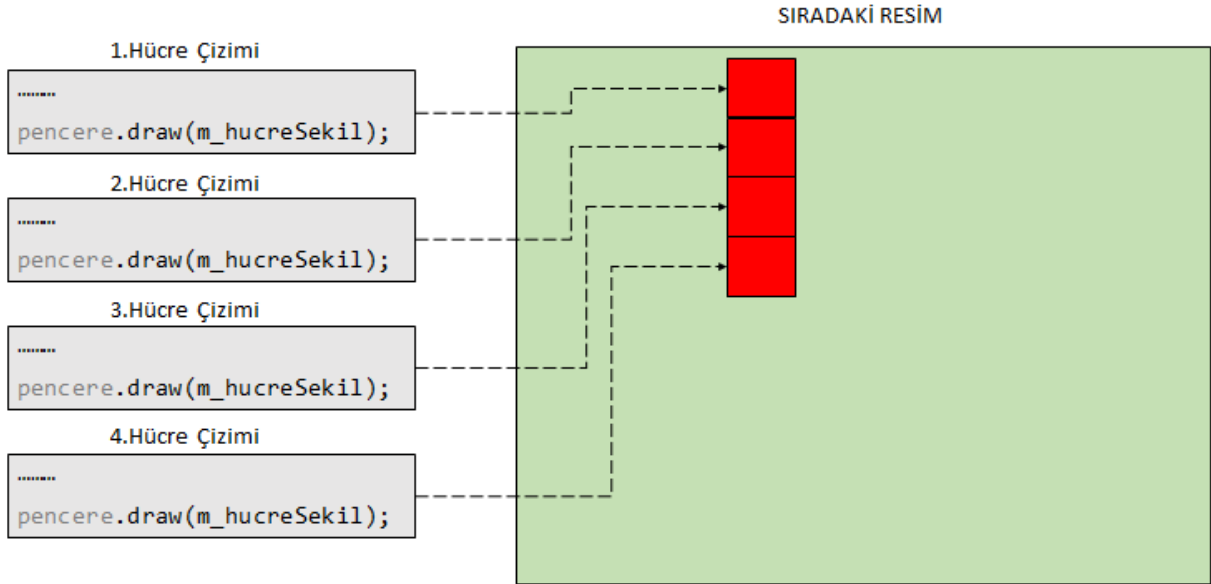 SIRADAKİ RESİM
1.Hücre Çizimi
………
pencere.draw(m_hucreSekil);
2.Hücre Çizimi
………
pencere.draw(m_hucreSekil);
3.Hücre Çizimi
………
pencere.draw(m_hucreSekil);
4.Hücre Çizimi
………
pencere.draw(m_hucreSekil);